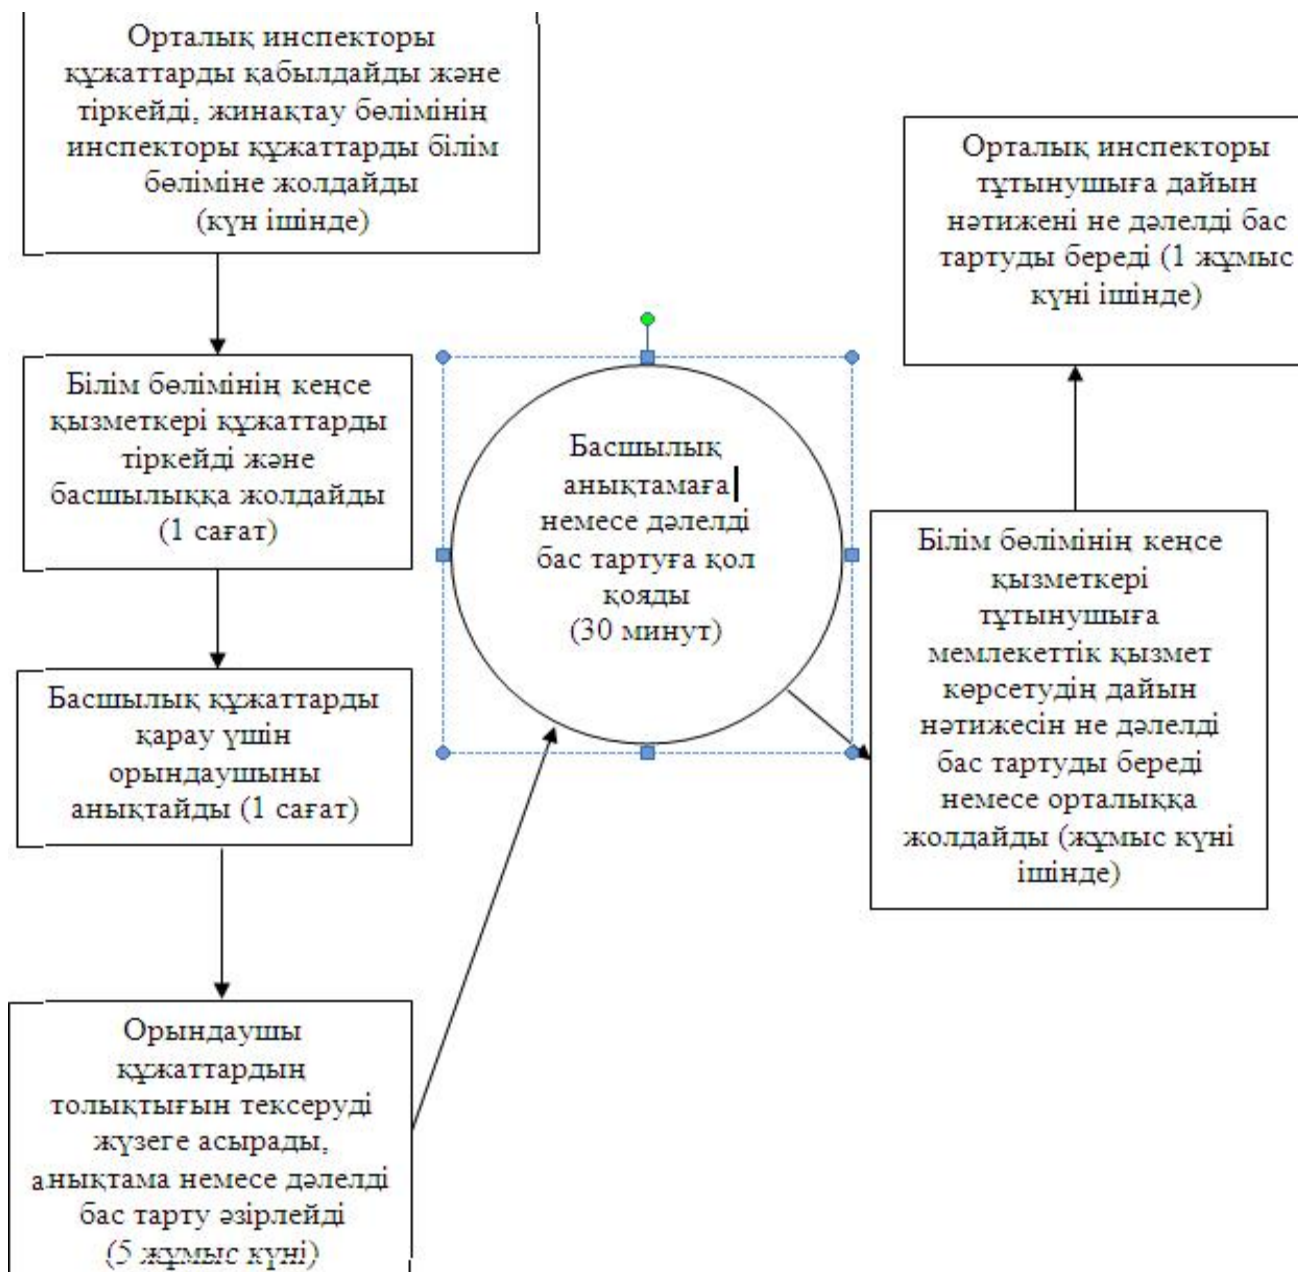 Орталық инспекторы
құжаттарды қабылдайды және
тіркейді, жинақтау бөлімінің
инспекторы құжаттарды білім
бөліміне жолдайды
(күн ішінде)
Білім бөлімінің кеңсе
қызметкері құжаттарды
тіркейді және
басшылыққа жолдайды
(1 сағат)
Басшылық құжаттарды
қарау үшін
орындаушыны
анықтайды (1 сағат)
Орындаушы
құжаттардың
толықтығын тексеруді
жүзеге асырады,
анықтама немесе дәлелді
бас тарту әзірлейді
(5 жұмыс күні)
Басшылық
анықтамаға
немесе дәлелді
бас тартуға қол
қояды
(30 минут)
Білім бөлімінің кеңсе
қызметкері
тұтынушыға
мемлекеттік қызмет
көрсетудің дайын
нәтижесін не дәлелді
бас тартуды береді
немесе орталыққа
жолдайды (жұмыс күні
ішінде)
Орталық инспекторы
тұтынушыға дайын
нәтижені не дәлелді бас
тартуды береді (1 жұмыс
күні ішінде)